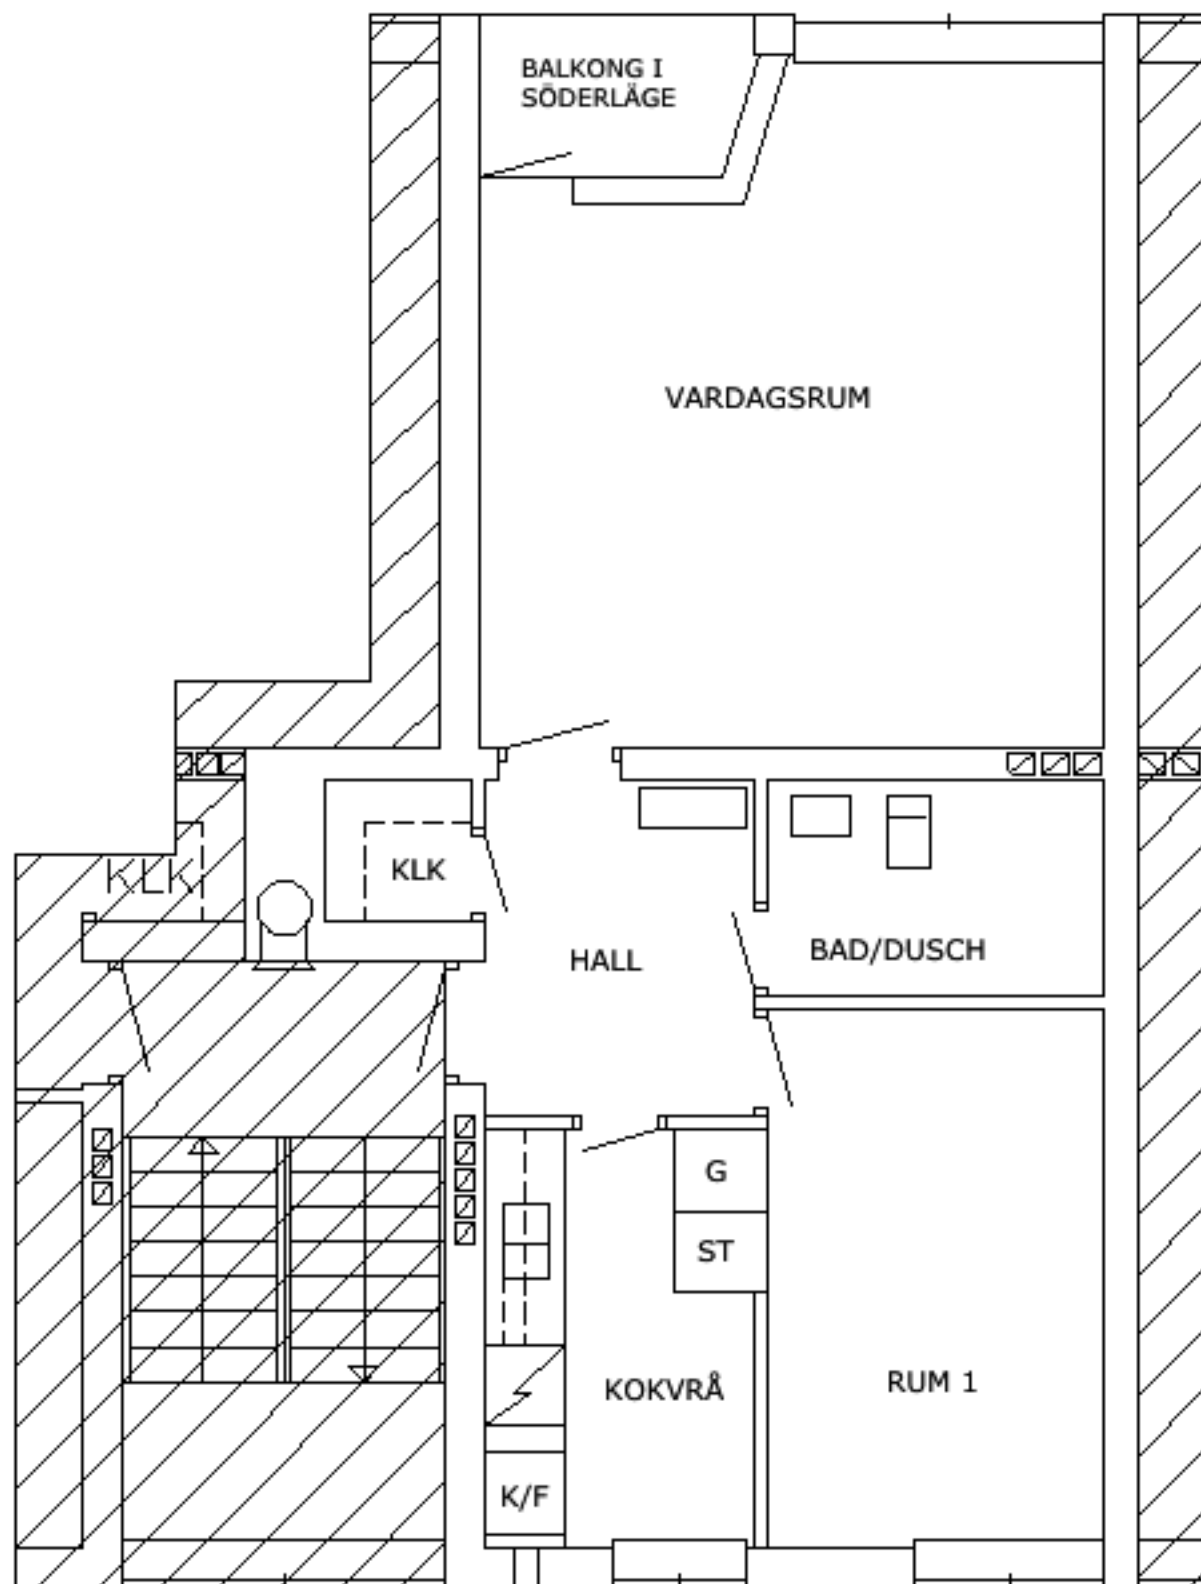 BALKONG I
SÖDERLÄGE
VARDAGSRUM
KLK
KLK
HALL
BAD/DUSCH
G
ST
KOKVRÅ
RUM 1
K/F